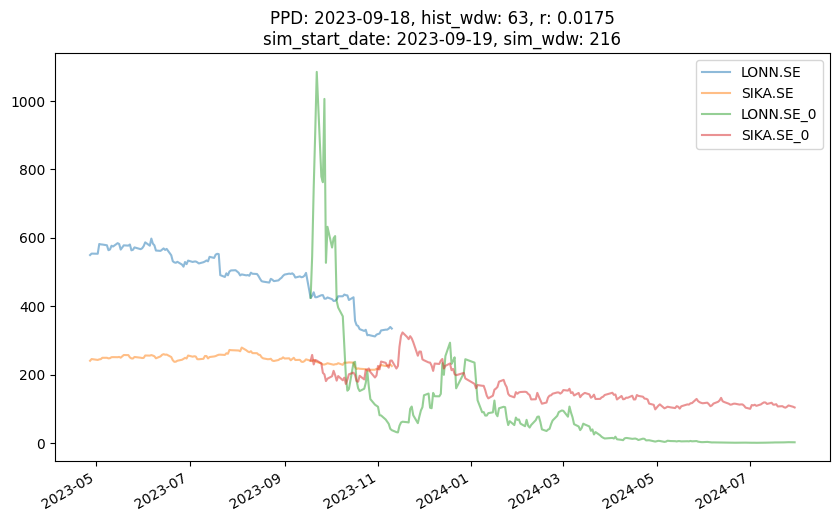 PPD: 2023-09-18, hist_wdw: 63, r: 0.0175
sim_start_date: 2023-09-19, sim_wdw: 216
LONN.SE
SIKA.SE
LONN.SE_0
SIKA.SE_0
1000
800
600
400
200
0
2023-05
2023-07
2023-09
2023-11
2024-01
2024-03
2024-05
2024-07